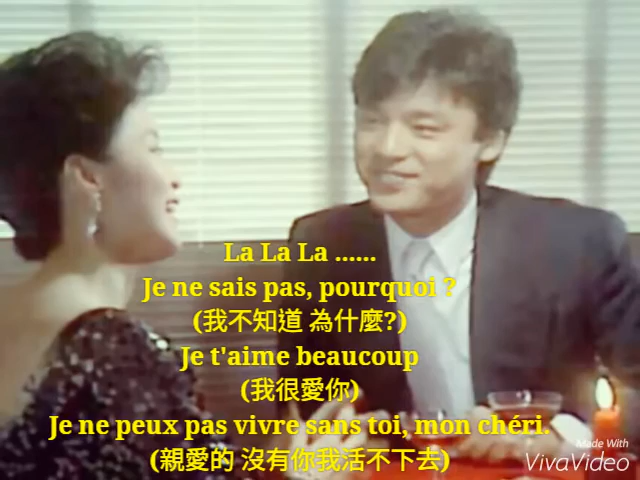 La La La ......
Je ne sais pas, pourquoi ?
(我不知道 為什麼?)
Je t'aime beaucoup
(我很愛你)
Je ne peux pas vivre sans toi, mon chéri.
(親愛的 沒有你我活不下去)
Made With
VivaVideo